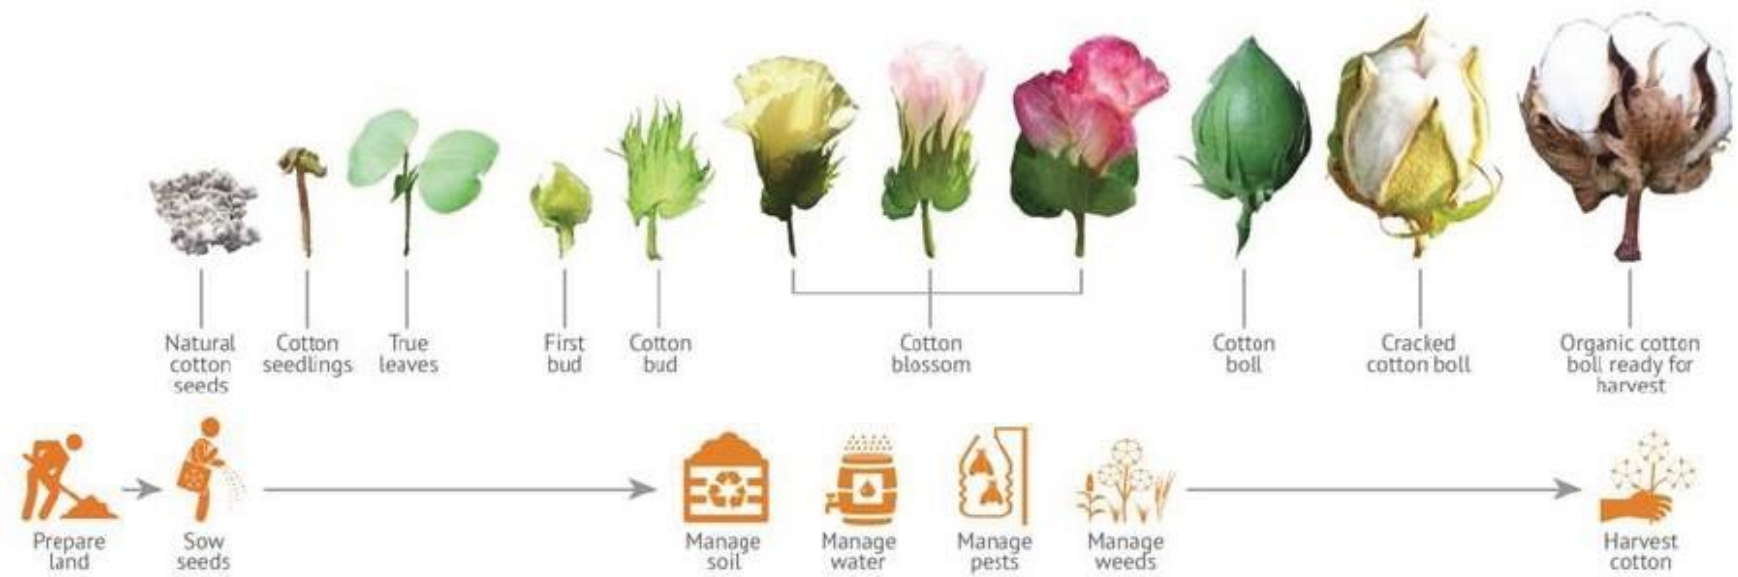 Natural
cotton
seeds
Cotton
seedlings
True
leaves
First
bud
Cotton
bud
Cotton
blossom
Cotton
boll
Cracked
cotton boll
Organic cotton
boll ready for
harvest
Prepare
land
Sow
seeds
Manage
soil
Manage
water
Manage
pests
Manage
weeds
Harvest
cotton